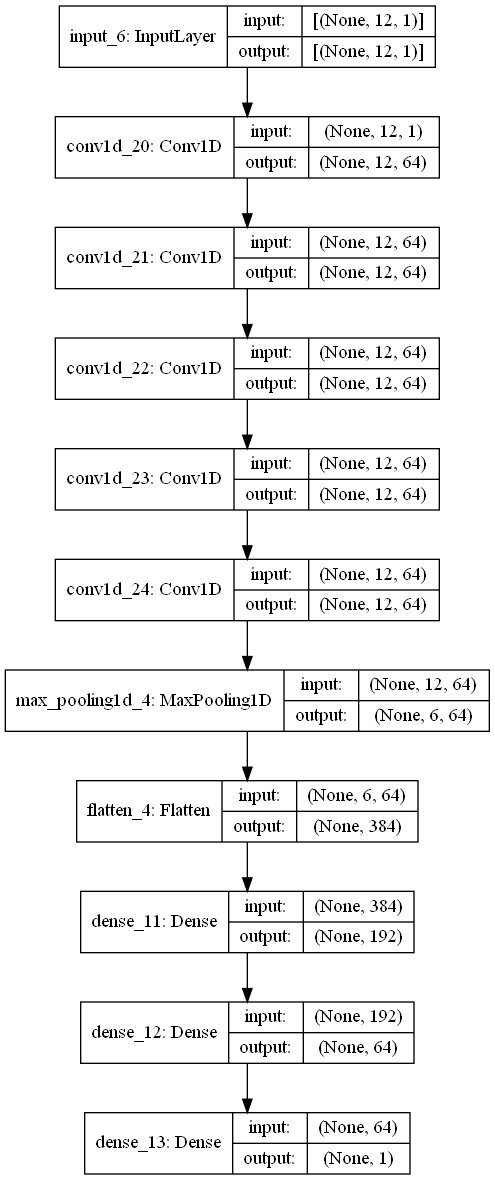 input_6: InputLayer
input: [(None, 12, 1)]
output: [(None, 12, 1)]
conv1d_20: Conv1D
input: (None, 12, 1)
output: (None, 12, 64)
conv1d_21: Conv1D
input: (None, 12, 64)
output: (None, 12, 64)
conv1d_22: Conv1D
input: (None, 12, 64)
output: (None, 12, 64)
conv1d_23: Conv1D
input: (None, 12, 64)
output: (None, 12, 64)
conv1d_24: Conv1D
input: (None, 12, 64)
output: (None, 12, 64)
max_pooling1d_4: MaxPooling1D
input: (None, 12, 64)
output: (None, 6, 64)
flatten_4: Flatten
input: (None, 6, 64)
output: (None, 384)
dense_11: Dense
input: (None, 384)
output: (None, 192)
dense_12: Dense
input: (None, 192)
output: (None, 64)
dense_13: Dense
input: (None, 64)
output: (None, 1)